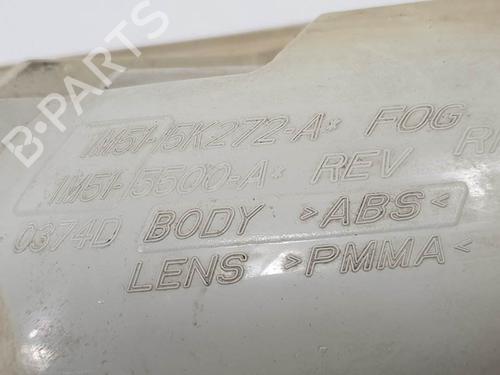 B-PARTS
1M51-15K272-A* FOG
1M51-15500-A* REV
0374D BODY >ABS<
LENS >PMMA<